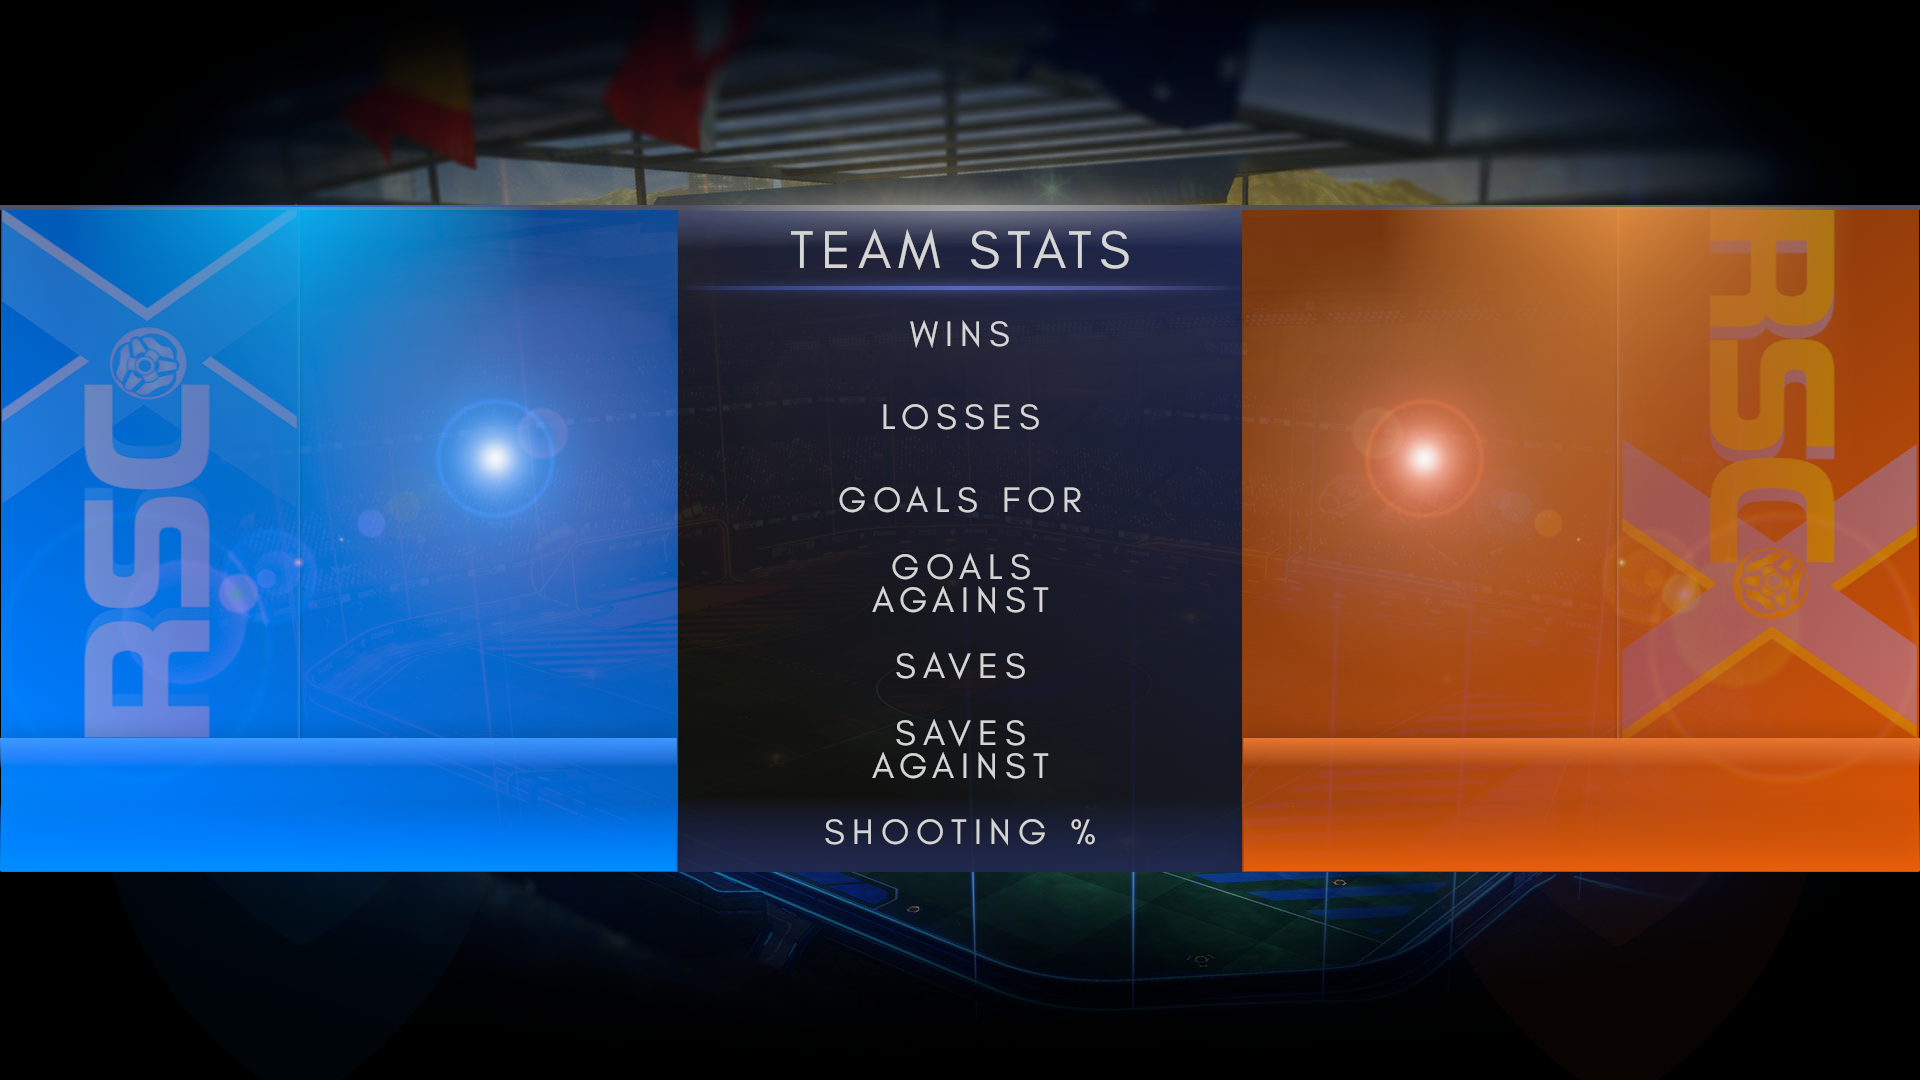 TEAM STATS
WINS
LOSSES
GOALS FOR
GOALS
AGAINST
SAVES
SAVES
AGAINST
SHOOTING %
RSC
RSC